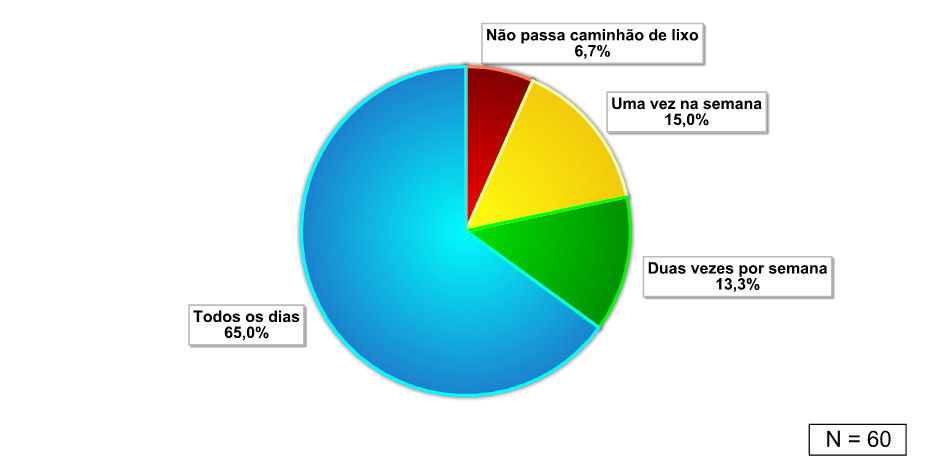 Não passa caminhão de lixo
6,7%
Uma vez na semana
15,0%
Duas vezes por semana
13,3%
Todos os dias
65,0%
N = 60